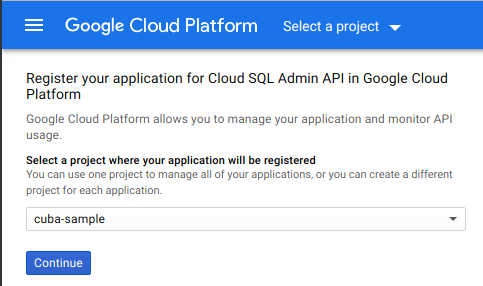 Google Cloud Platform Select a project
Register your application for Cloud SQL Admin API in Google Cloud
Platform
Google Cloud Platform allows you to manage your application and monitor API
usage.
Select a project where your application will be registered
You can use one project to manage all of your applications, or you can create a different
project for each application.
cuba-sample
Continue